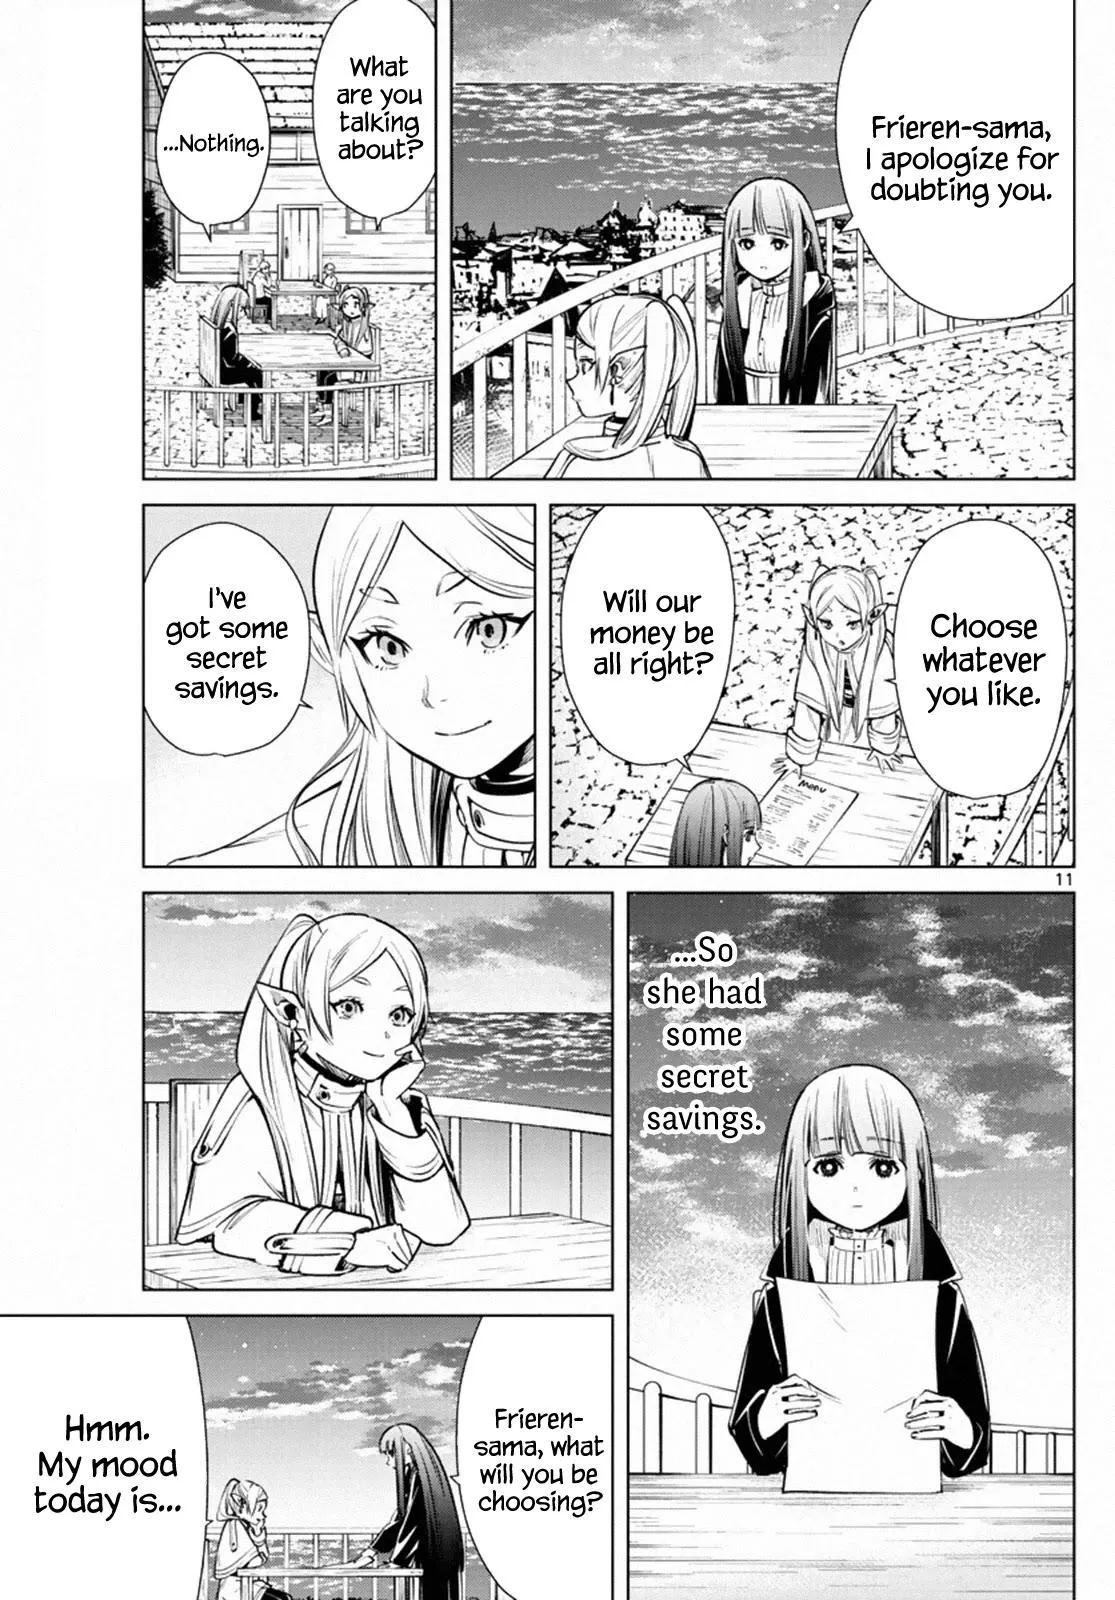 Frieren-sama,
I apologize for
doubting you.
What
are you
talking
about?
...Nothing.
Choose
whatever
you like.
Will our
money be
all right?
MENU
I've
got some
secret
savings.
11
...So
she had
some
secret
savings.
Frieren-
sama, what
will you be
choosing?
Hmm.
My mood
today is...